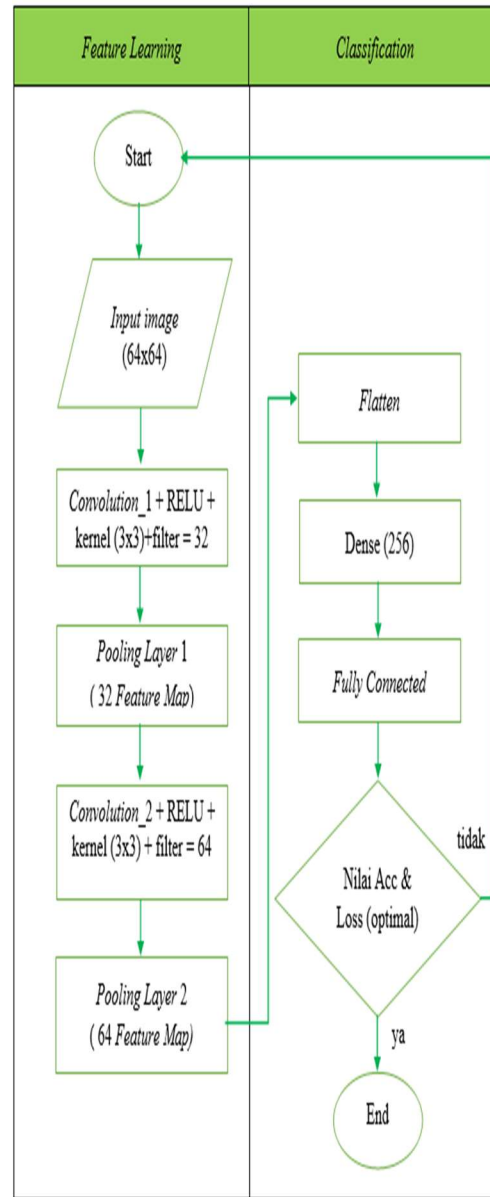 Feature Learning
Classification
Start
Input image
(64x64)
Convolution_1 + RELU +
kernel (3x3)+filter = 32
Pooling Layer 1
( 32 Feature Map)
Convolution_2 + RELU +
kernel (3x3) + filter = 64
Pooling Layer 2
( 64 Feature Map)
Flatten
Dense (256)
Fully Connected
Nilai Acc &
Loss (optimal)
tidak
ya
End